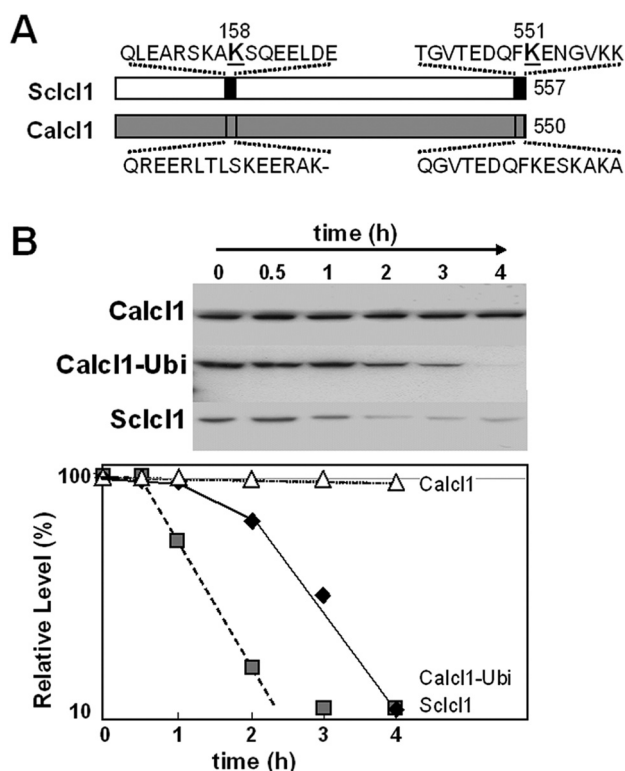 A
158 551
QLEARSKAKSQEELDE TGVTEDQFKENGVKK
ScIcl1 557
CaIcl1 550
QREERLTLSKEERAK- QGVTEDQFKESKAKA
B
time (h)
0 0.5 1 2 3 4
CaIcl1
CaIcl1-Ubi
ScIcl1
100
CaIcl1
Relative Level (%)
CaIcl1-Ubi
ScIcl1
10
0 1 2 3 4
time (h)